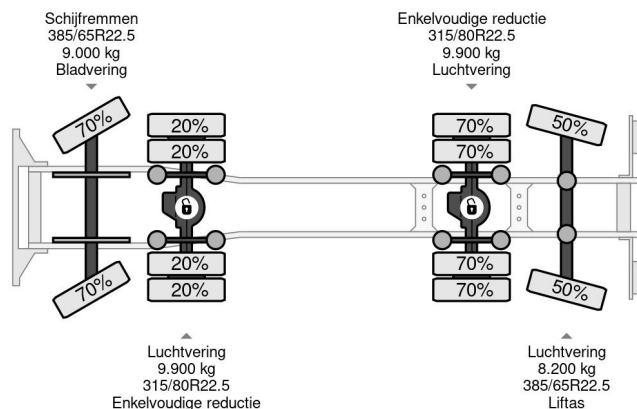 Schijfremmen
385/65R22.5
9.000 kg
Bladvering
Enkelvoudige reductie
315/80R22.5
9.900 kg
Luchtvering
70%
20%
20%
70%
70%
50%
70%
20%
20%
70%
70%
50%
Luchtvering
9.900 kg
315/80R22.5
Enkelvoudige reductie
Luchtvering
8.200 kg
385/65R22.5
Liftas